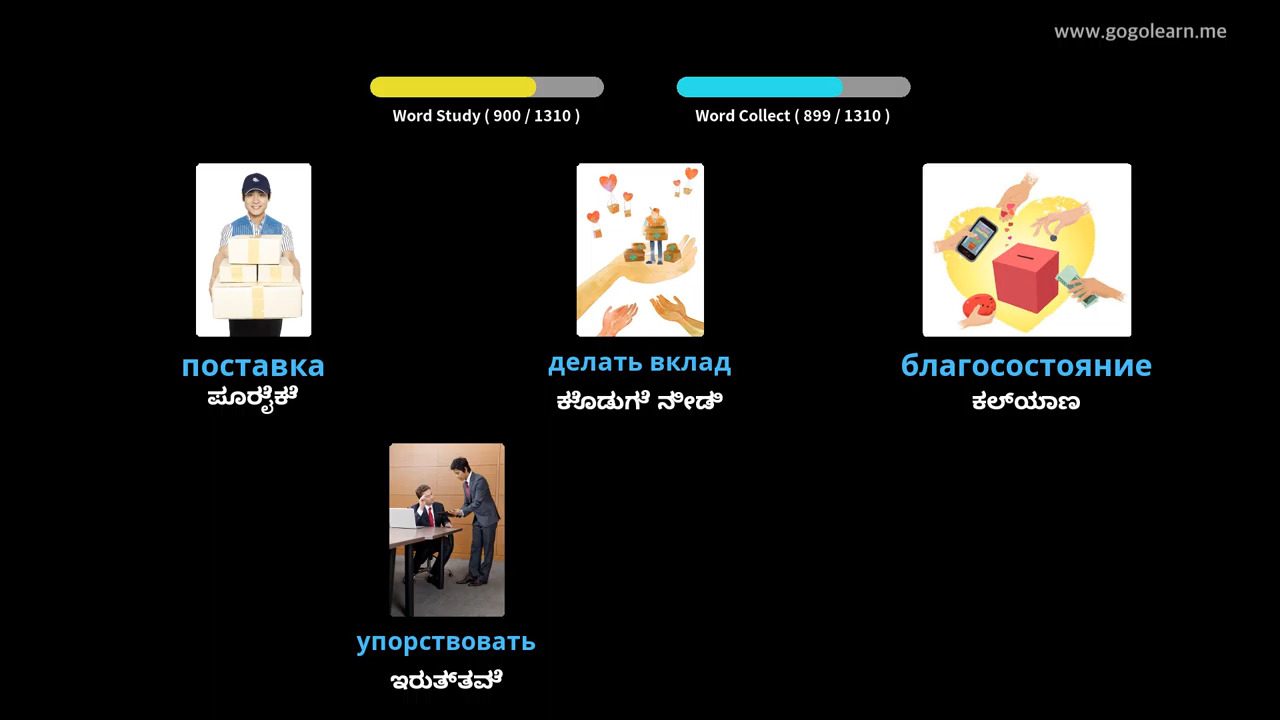 www.gogolearn.me
Word Study ( 900 / 1310 )
Word Collect ( 899 / 1310 )
поставка
ಪೂರೈಕೆ
делать вклад
ಕೊಡುಗೆ ನೀಡಿ
благосостояние
ಕಲ್ಯಾಣ
упорствовать
ಇರುತ್ತವೆ